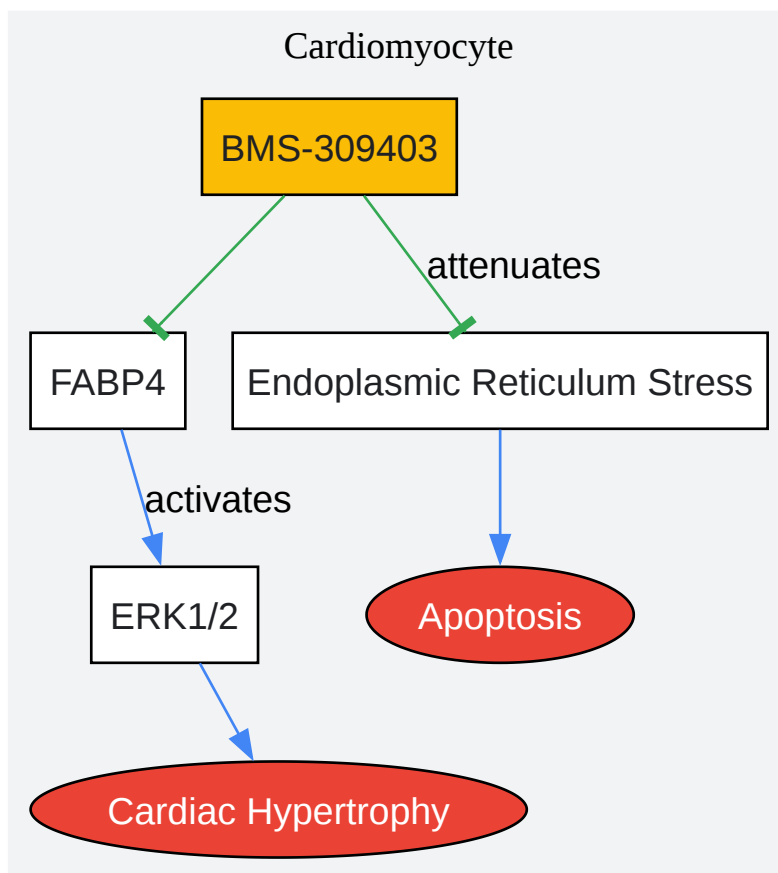 Cardiomyocyte
BMS-309403
attenuates
FABP4
Endoplasmic Reticulum Stress
activates
ERK1/2
Apoptosis
Cardiac Hypertrophy